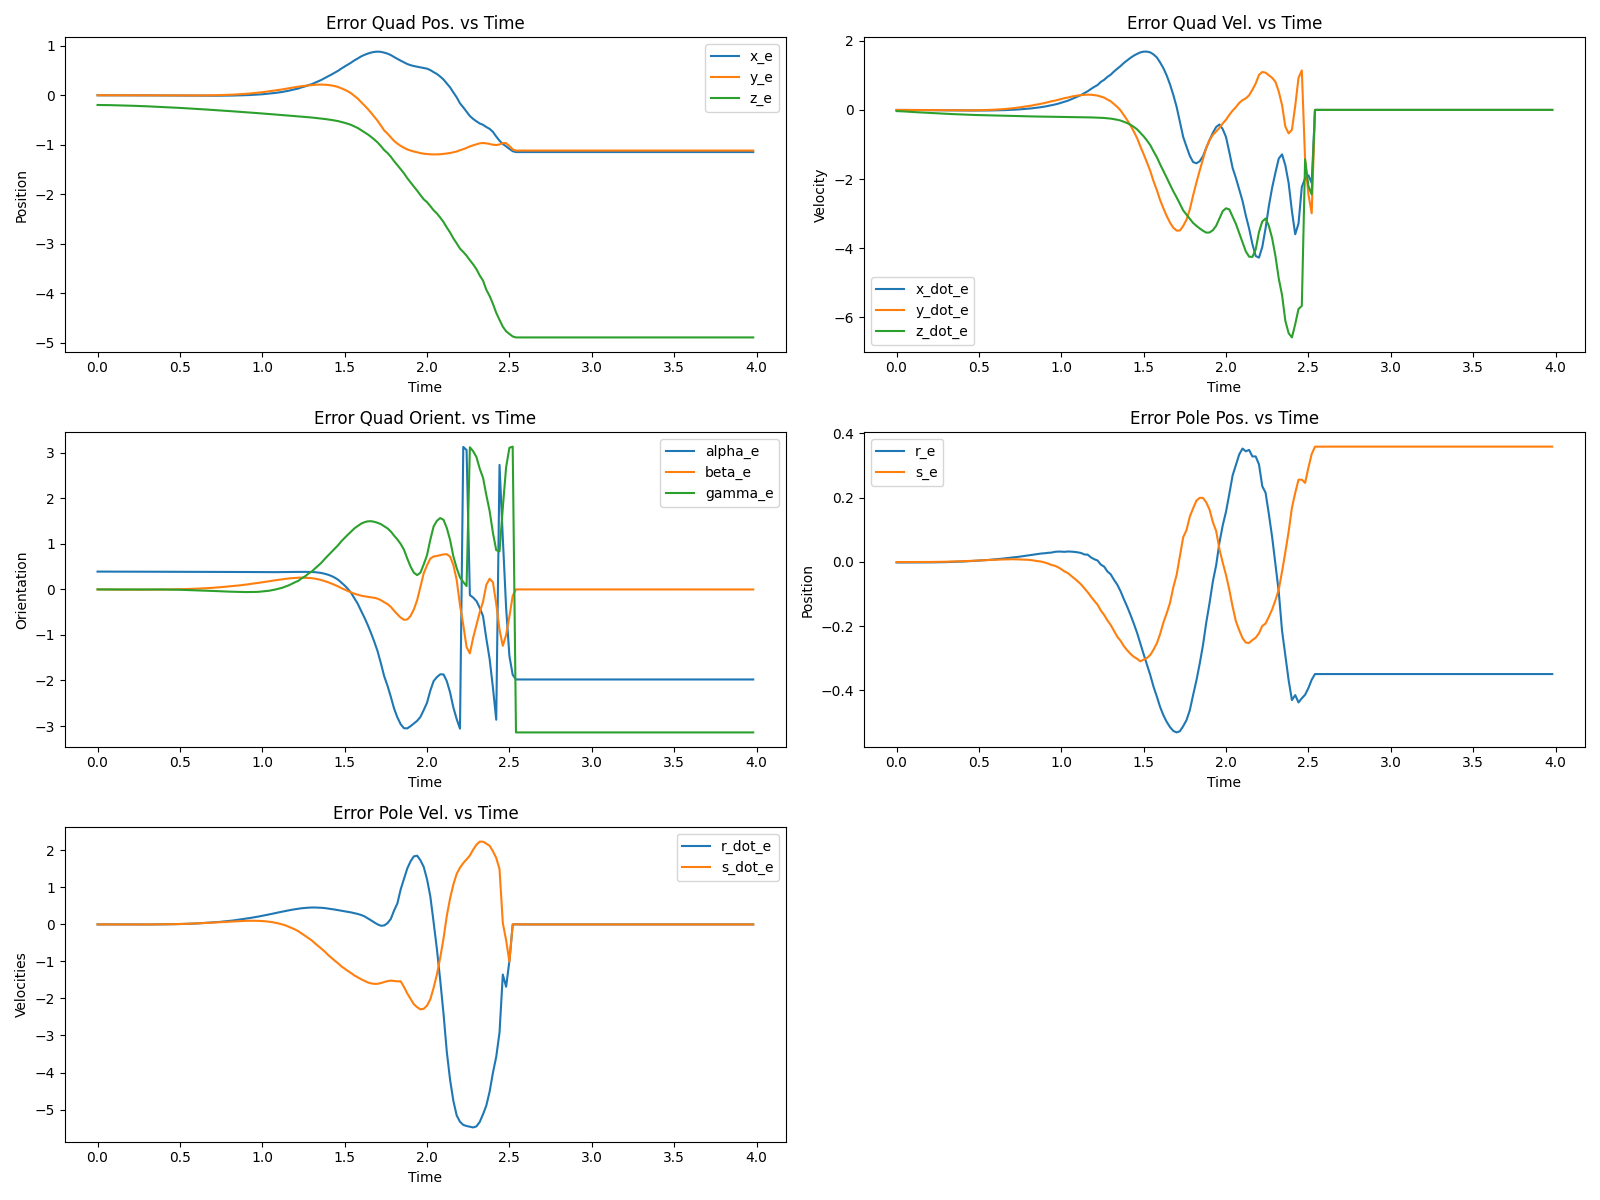 Error Quad Pos. vs Time
Position
1
0
−1
−2
−3
−4
−5
x_e
y_e
z_e
0.0 0.5 1.0 1.5 2.0 2.5 3.0 3.5 4.0
Time
Error Quad Vel. vs Time
Velocity
2
0
−2
−4
−6
x_dot_e
y_dot_e
z_dot_e
0.0 0.5 1.0 1.5 2.0 2.5 3.0 3.5 4.0
Time
Error Quad Orient. vs Time
Orientation
3
2
1
0
−1
−2
−3
alpha_e
beta_e
gamma_e
0.0 0.5 1.0 1.5 2.0 2.5 3.0 3.5 4.0
Time
Error Pole Pos. vs Time
Position
0.4
0.2
0.0
−0.2
−0.4
r_e
s_e
0.0 0.5 1.0 1.5 2.0 2.5 3.0 3.5 4.0
Time
Error Pole Vel. vs Time
Velocities
2
1
0
−1
−2
−3
−4
−5
r_dot_e
s_dot_e
0.0 0.5 1.0 1.5 2.0 2.5 3.0 3.5 4.0
Time